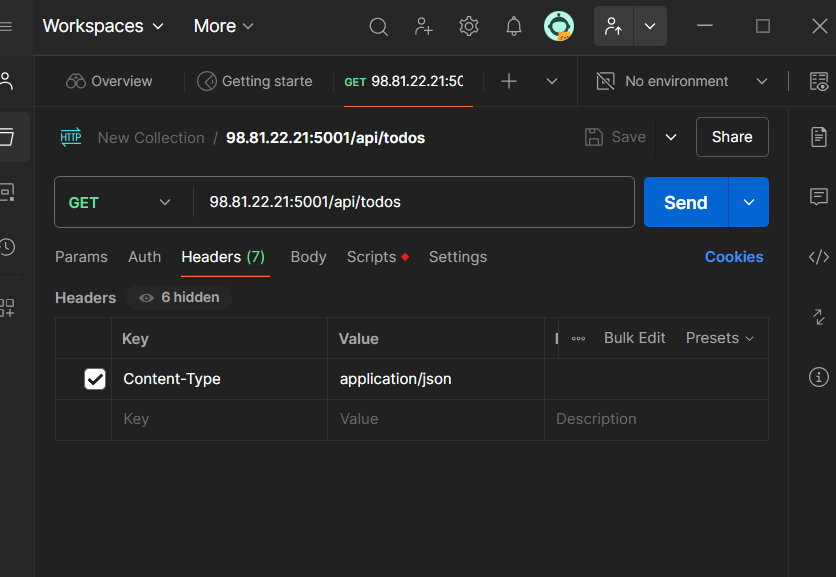 Workspaces More
Overview Getting starte GET 98.81.22.21:50 No environment
HTTP New Collection / 98.81.22.21:5001/api/todos Save Share
GET 98.81.22.21:5001/api/todos Send
Params Auth Headers (7) Body Scripts Settings Cookies
Headers 6 hidden
Key Value Bulk Edit Presets
Content-Type application/json
Key Value Description